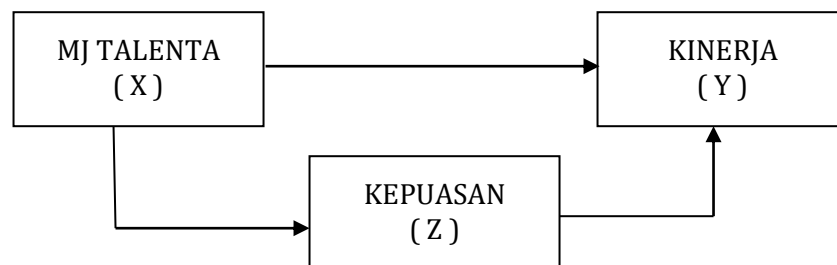 MJ TALENTA
( X )
KINERJA
( Y )
KEPUASAN
( Z )